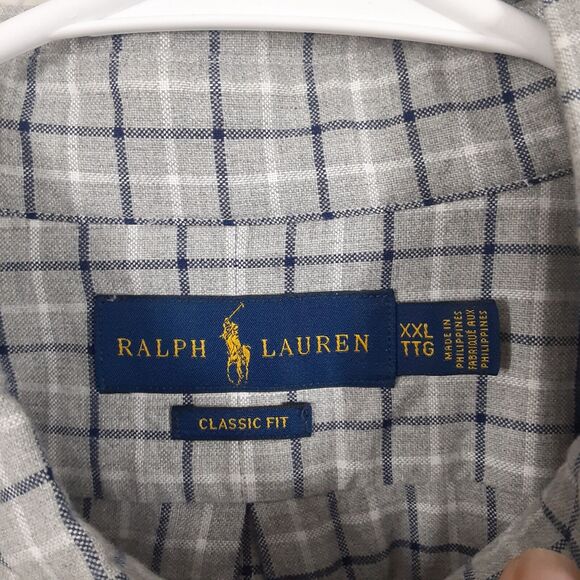 RALPH LAUREN
XXL
TTG
MADE IN
PHILIPPINES
FABRIQUÉ AUX
PHILIPPINES
CLASSIC FIT